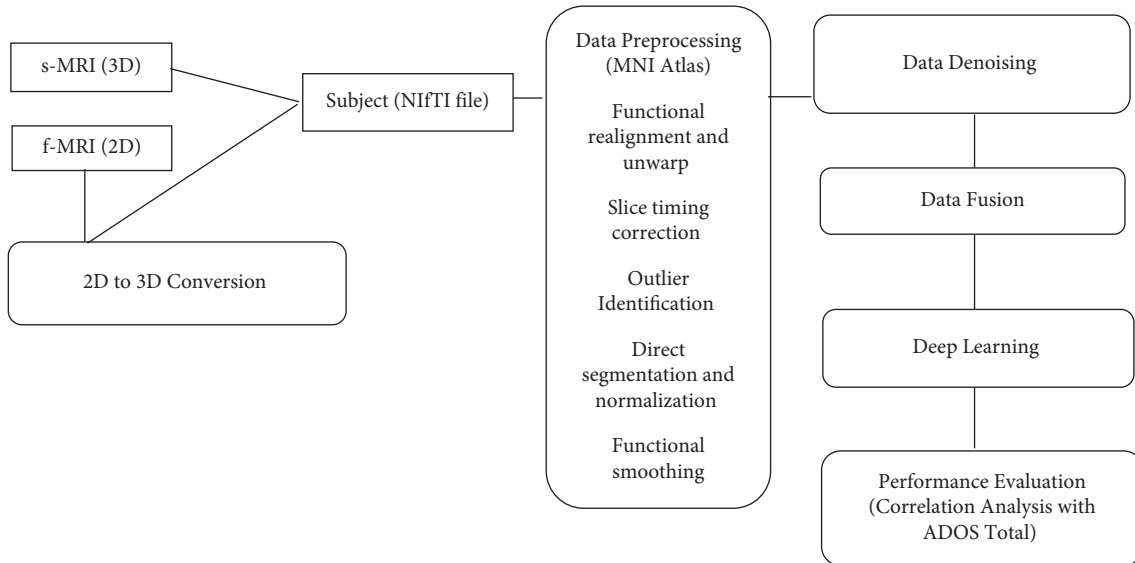 s-MRI (3D)
f-MRI (2D)
2D to 3D Conversion
Subject (NIfTI file)
Data Preprocessing
(MNI Atlas)
Functional
realignment and
unwarp
Slice timing
correction
Outlier
Identification
Direct
segmentation and
normalization
Functional
smoothing
Data Denoising
Data Fusion
Deep Learning
Performance Evaluation
(Correlation Analysis with
ADOS Total)